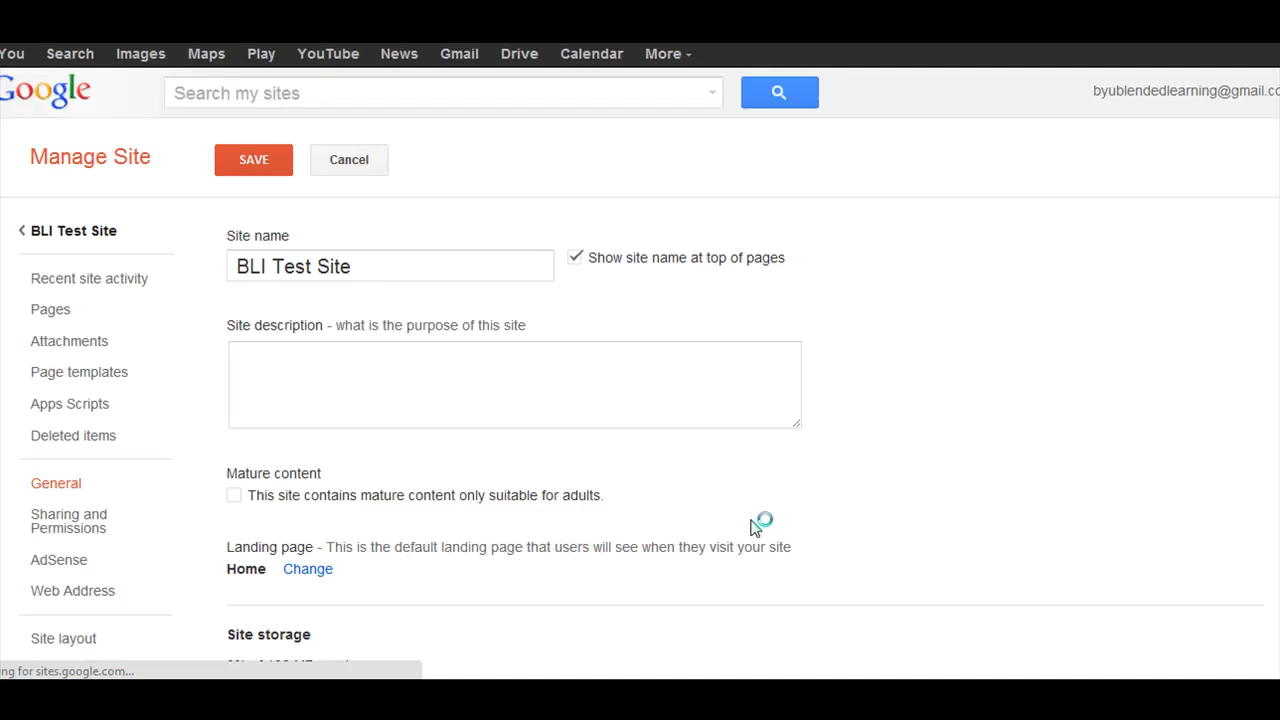 You Search Images Maps Play YouTube News Gmail Drive Calendar More
Google Search my sites byublendedlearning@gmail.co
Manage Site SAVE Cancel
BLI Test Site
Recent site activity
Pages
Attachments
Page templates
Apps Scripts
Deleted items
General
Sharing and
Permissions
AdSense
Web Address
Site layout
Site name
BLI Test Site Show site name at top of pages
Site description - what is the purpose of this site
Mature content
This site contains mature content only suitable for adults.
Landing page - This is the default landing page that users will see when they visit your site
Home Change
Site storage
ng for sites.google.com...